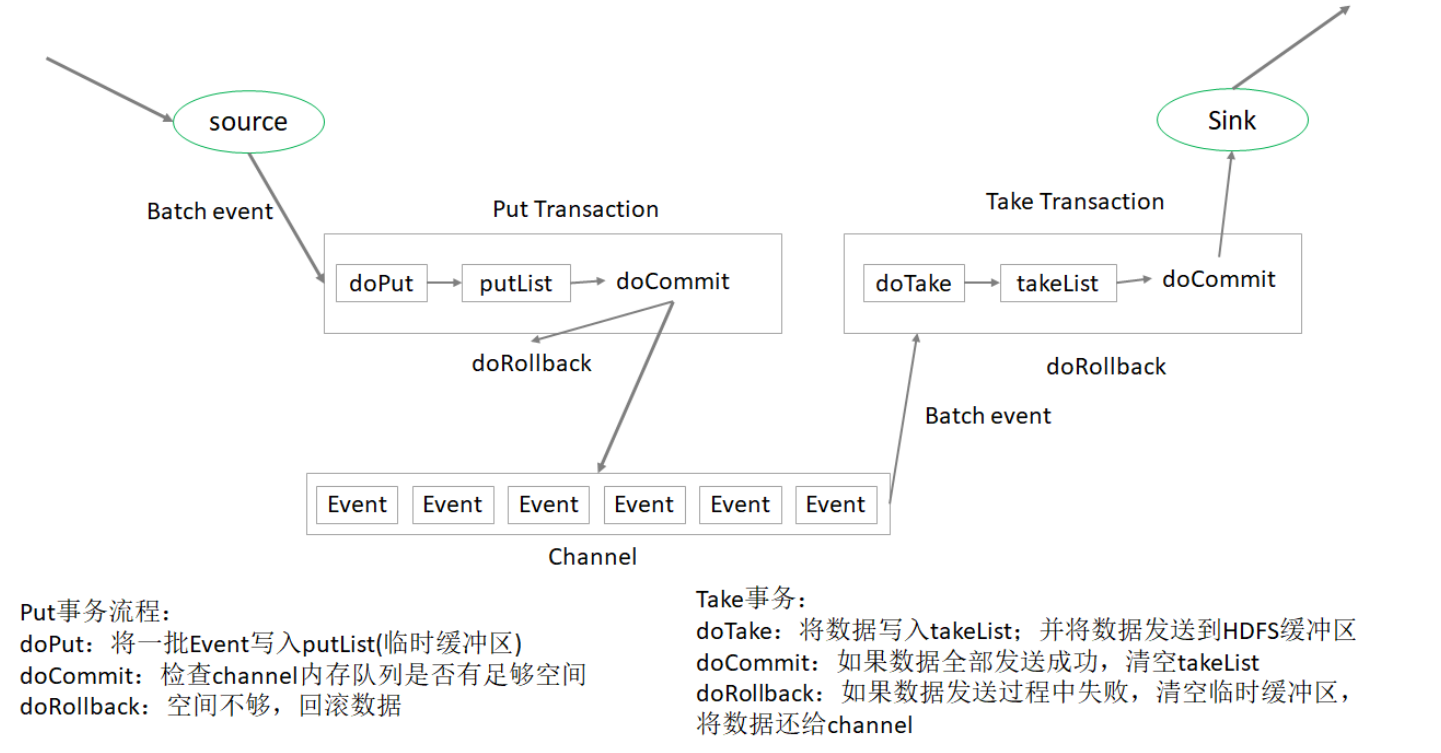 source
Sink
Batch event
Put Transaction
Take Transaction
doPut
putList
doCommit
doTake
takeList
doCommit
doRollback
doRollback
Batch event
Event
Event
Event
Event
Event
Event
Channel
Put事务流程：
doPut：将一批Event写入putList(临时缓冲区)
doCommit：检查channel内存队列是否有足够空间
doRollback：空间不够，回滚数据
Take事务：
doTake：将数据写入takeList；并将数据发送到HDFS缓冲区
doCommit：如果数据全部发送成功，清空takeList
doRollback：如果数据发送过程中失败，清空临时缓冲区，
将数据还给channel